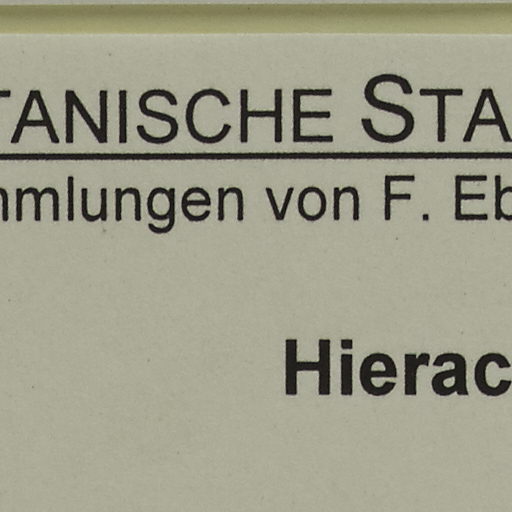 TANISCHE STA
mmlungen von F. Eb
Hierac